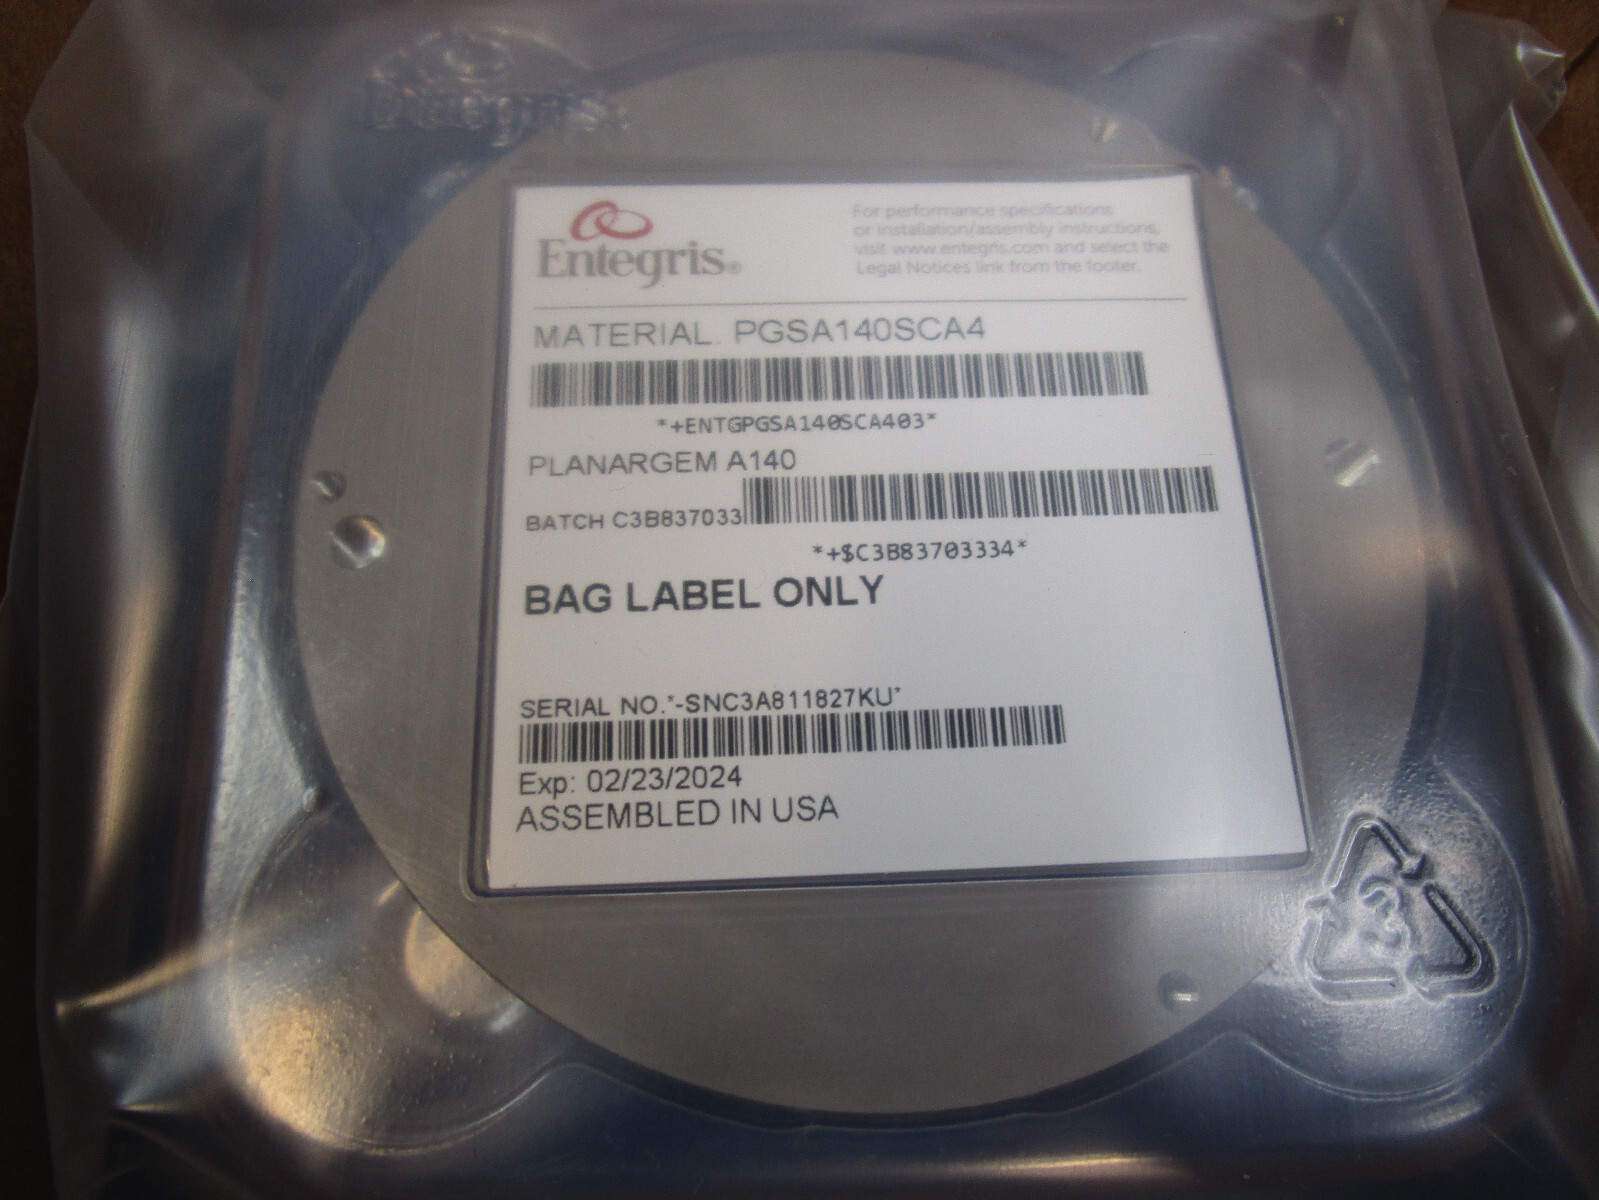 Entegris
Entegris®
For performance specifications
or installation/assembly instructions,
visit www.entegris.com and select the
Legal Notices link from the footer.
MATERIAL. PGSA140SCA4
*+ENTGPGSA140SCA403*
PLANARGEM A140
BATCH C3B837033
*+$C3B83703334*
BAG LABEL ONLY
SERIAL NO.*-SNC3A811827KU*
Exp: 02/23/2024
ASSEMBLED IN USA
3